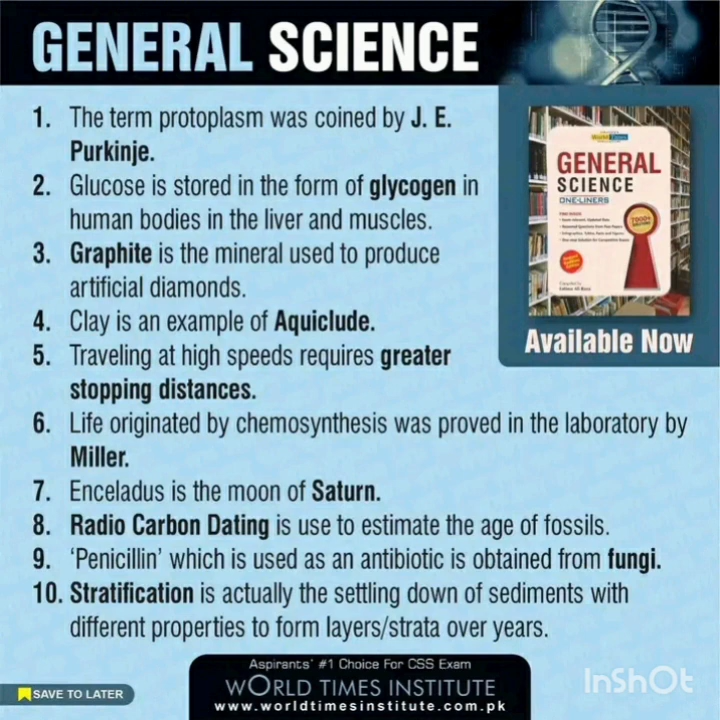 GENERAL SCIENCE
1. The term protoplasm was coined by J. E.
Purkinje.
2. Glucose is stored in the form of glycogen in
human bodies in the liver and muscles.
3. Graphite is the mineral used to produce
artificial diamonds.
4. Clay is an example of Aquiclude.
5. Traveling at high speeds requires greater
stopping distances.
6. Life originated by chemosynthesis was proved in the laboratory by
Miller.
7. Enceladus is the moon of Saturn.
8. Radio Carbon Dating is use to estimate the age of fossils.
9. ‘Penicillin’ which is used as an antibiotic is obtained from fungi.
10. Stratification is actually the settling down of sediments with
different properties to form layers/strata over years.
GENERAL
SCIENCE
ONE-LINERS
7000+
Available Now
SAVE TO LATER
Aspirants' #1 Choice For CSS Exam
WORLD TIMES INSTITUTE
www.worldtimesinstitute.com.pk
InShOt